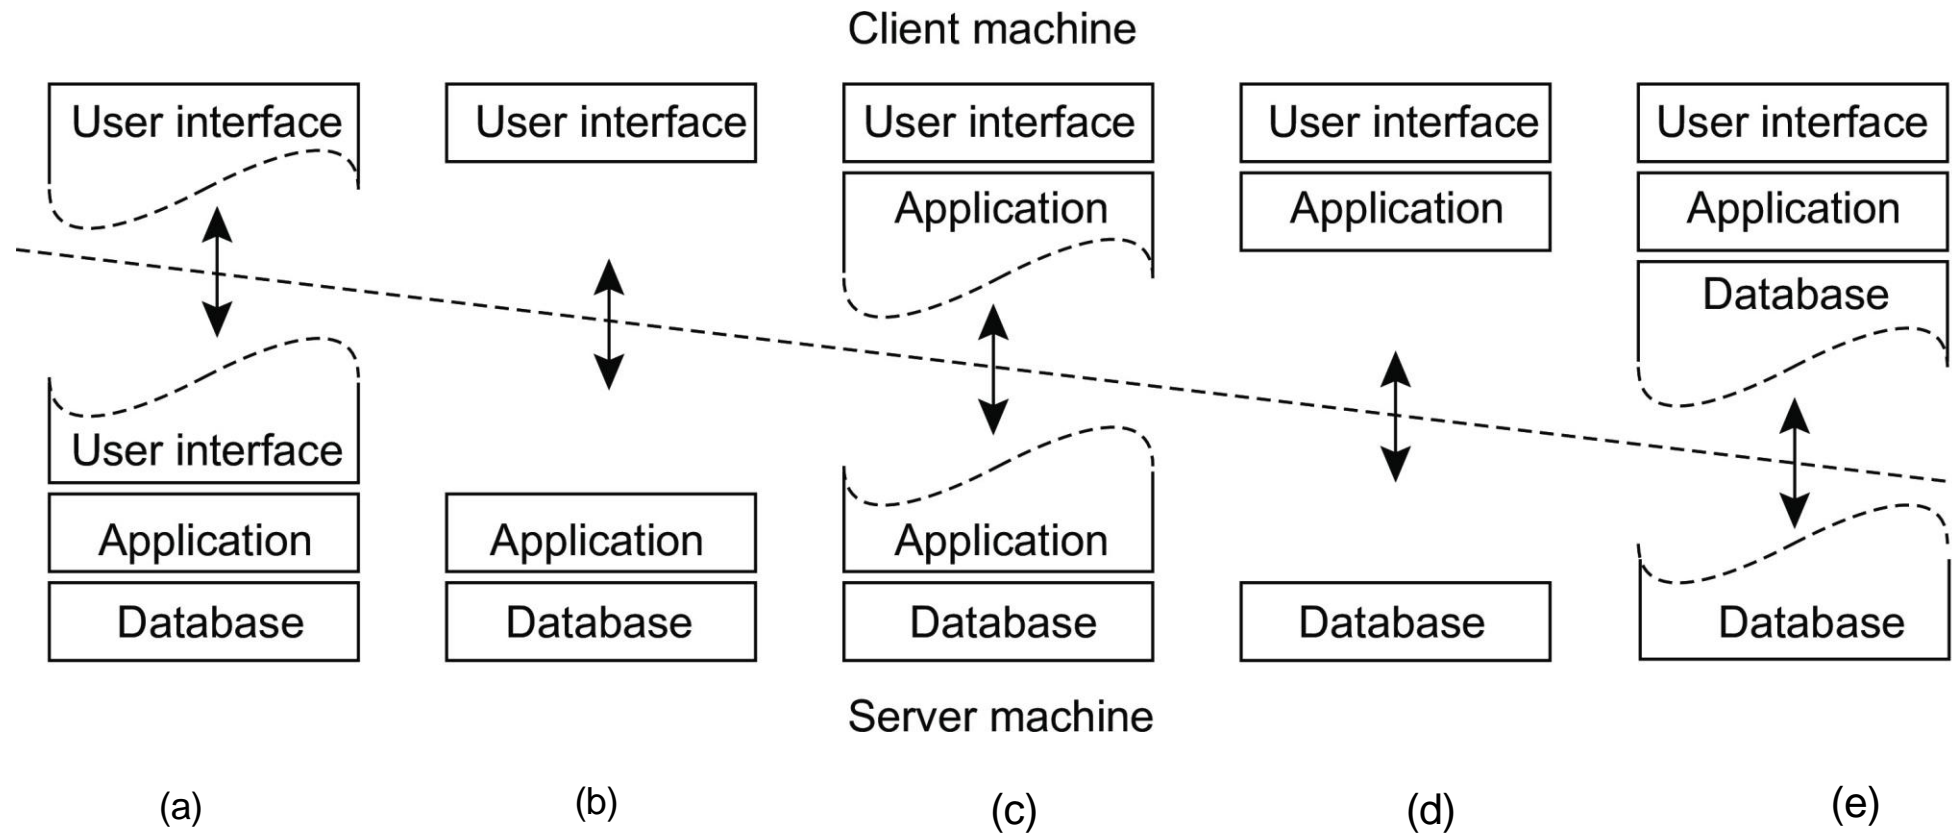 Client machine
User interface User interface User interface User interface User interface
Application Application Application
Database
User interface
Application Application Application
Database Database Database Database Database
Server machine
(a) (b) (c) (d) (e)